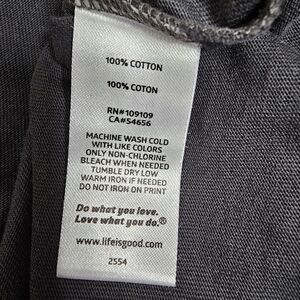 100% COTTON
100% COTON
RN#109109
CA#54656
MACHINE WASH COLD
WITH LIKE COLORS
ONLY NON-CHLORINE
BLEACH WHEN NEEDED
TUMBLE DRY LOW
WARM IRON IF NEEDED
DO NOT IRON ON PRINT
Do what you love.
Love what you do.®
www.lifeisgood.com
2554